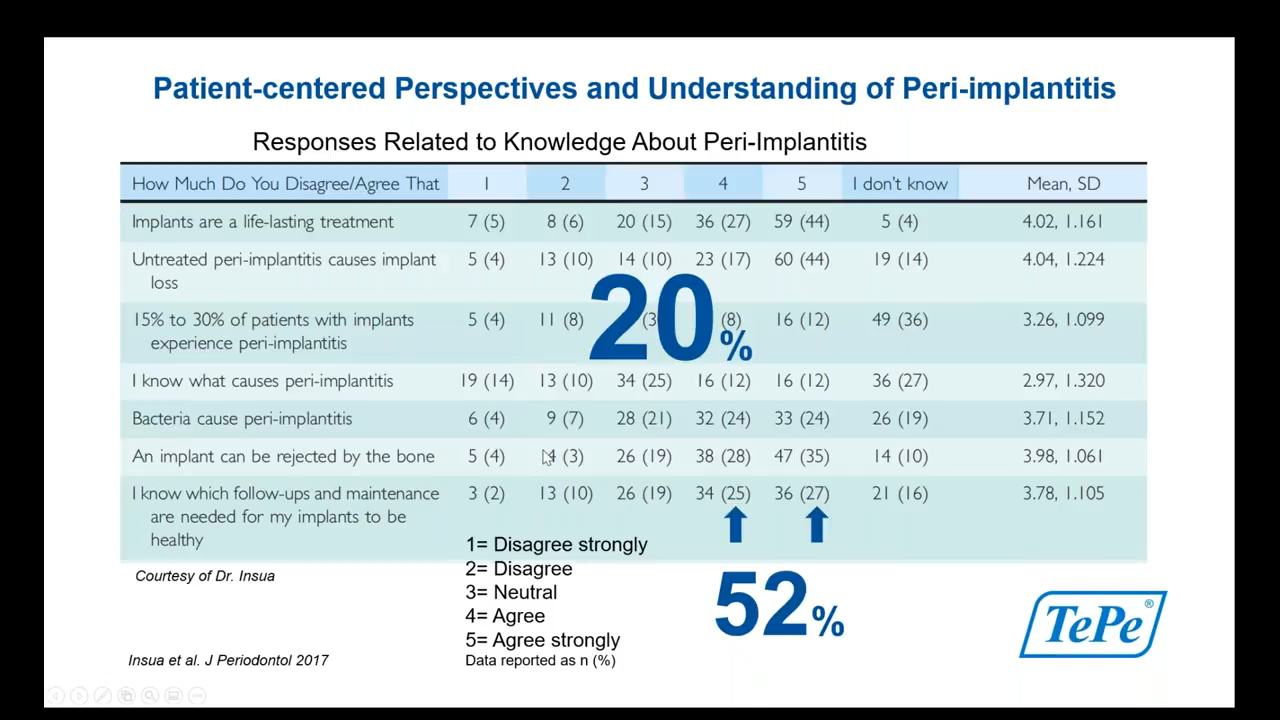 Patient-centered Perspectives and Understanding of Peri-implantitis
Responses Related to Knowledge About Peri-Implantitis
How Much Do You Disagree/Agree That 1 2 3 4 5 I don't know Mean, SD
Implants are a life-lasting treatment 7 (5) 8 (6) 20 (15) 36 (27) 59 (44) 5 (4) 4.02, 1.161
Untreated peri-implantitis causes implant 5 (4) 13 (10) 14 (10) 23 (17) 60 (44) 19 (14) 4.04, 1.224
loss
20%
15% to 30% of patients with implants 5 (4) 11 (8) (3 (8) 16 (12) 49 (36) 3.26, 1.099
experience peri-implantitis
I know what causes peri-implantitis 19 (14) 13 (10) 34 (25) 16 (12) 16 (12) 36 (27) 2.97, 1.320
Bacteria cause peri-implantitis 6 (4) 9 (7) 28 (21) 32 (24) 33 (24) 26 (19) 3.71, 1.152
An implant can be rejected by the bone 5 (4) (3) 26 (19) 38 (28) 47 (35) 14 (10) 3.98, 1.061
I know which follow-ups and maintenance 3 (2) 13 (10) 26 (19) 34 (25) 36 (27) 21 (16) 3.78, 1.105
are needed for my implants to be
healthy
1= Disagree strongly
2= Disagree
3= Neutral
4= Agree
5= Agree strongly
Data reported as n (%)
52%
Courtesy of Dr. Insua
Insua et al. J Periodontol 2017
TePe®